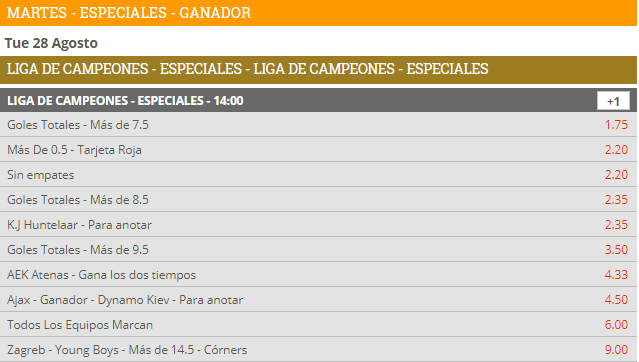 MARTES - ESPECIALES - GANADOR
Tue 28 Agosto
LIGA DE CAMPEONES - ESPECIALES - LIGA DE CAMPEONES - ESPECIALES
LIGA DE CAMPEONES - ESPECIALES - 14:00 +1
Goles Totales - Más de 7.5 1.75
Más De 0.5 - Tarjeta Roja 2.20
Sin empates 2.20
Goles Totales - Más de 8.5 2.35
K.J Huntelaar - Para anotar 2.35
Goles Totales - Más de 9.5 3.50
AEK Atenas - Gana los dos tiempos 4.33
Ajax - Ganador - Dynamo Kiev - Para anotar 4.50
Todos Los Equipos Marcan 6.00
Zagreb - Young Boys - Más de 14.5 - Córners 9.00